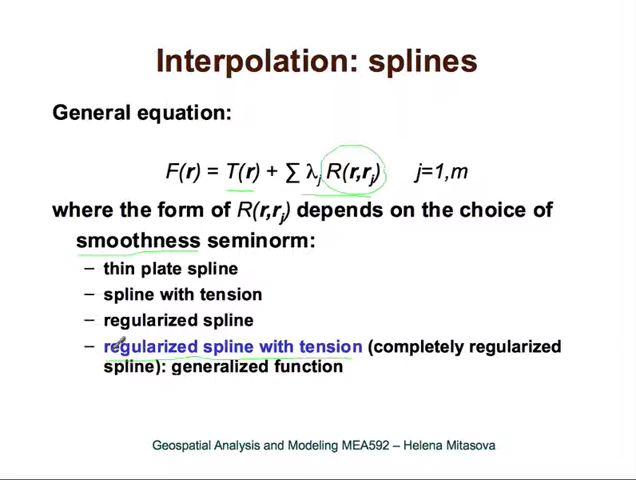 Interpolation: splines
General equation:
F(r) = T(r) + ∑ λj R(r,rj) j=1,m
where the form of R(r,rj) depends on the choice of
smoothness seminorm:
– thin plate spline
– spline with tension
– regularized spline
– regularized spline with tension (completely regularized
spline): generalized function
Geospatial Analysis and Modeling MEA592 – Helena Mitasova